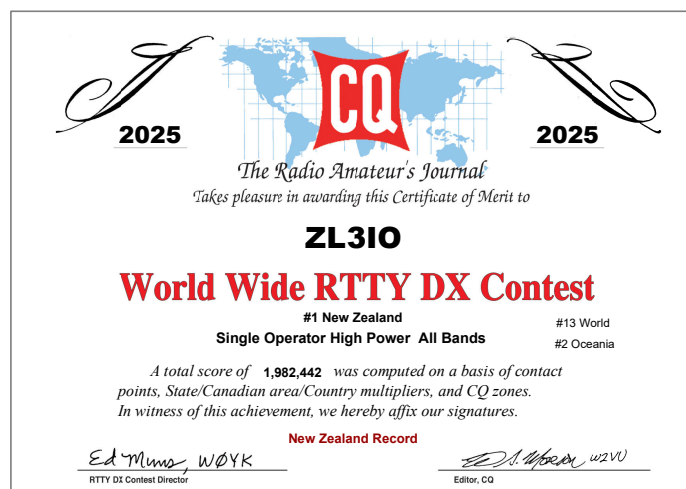 CQ
2025
2025
The Radio Amateur's Journal
Takes pleasure in awarding this Certificate of Merit to
ZL3IO
World Wide RTTY DX Contest
#1 New Zealand
#13 World
Single Operator High Power All Bands
#2 Oceania
A total score of 1,982,442 was computed on a basis of contact
points, State/Canadian area/Country multipliers, and CQ zones.
In witness of this achievement, we hereby affix our signatures.
New Zealand Record
Ed Muns, WØYK
W2VU
RTTY DX Contest Director
Editor, CQ